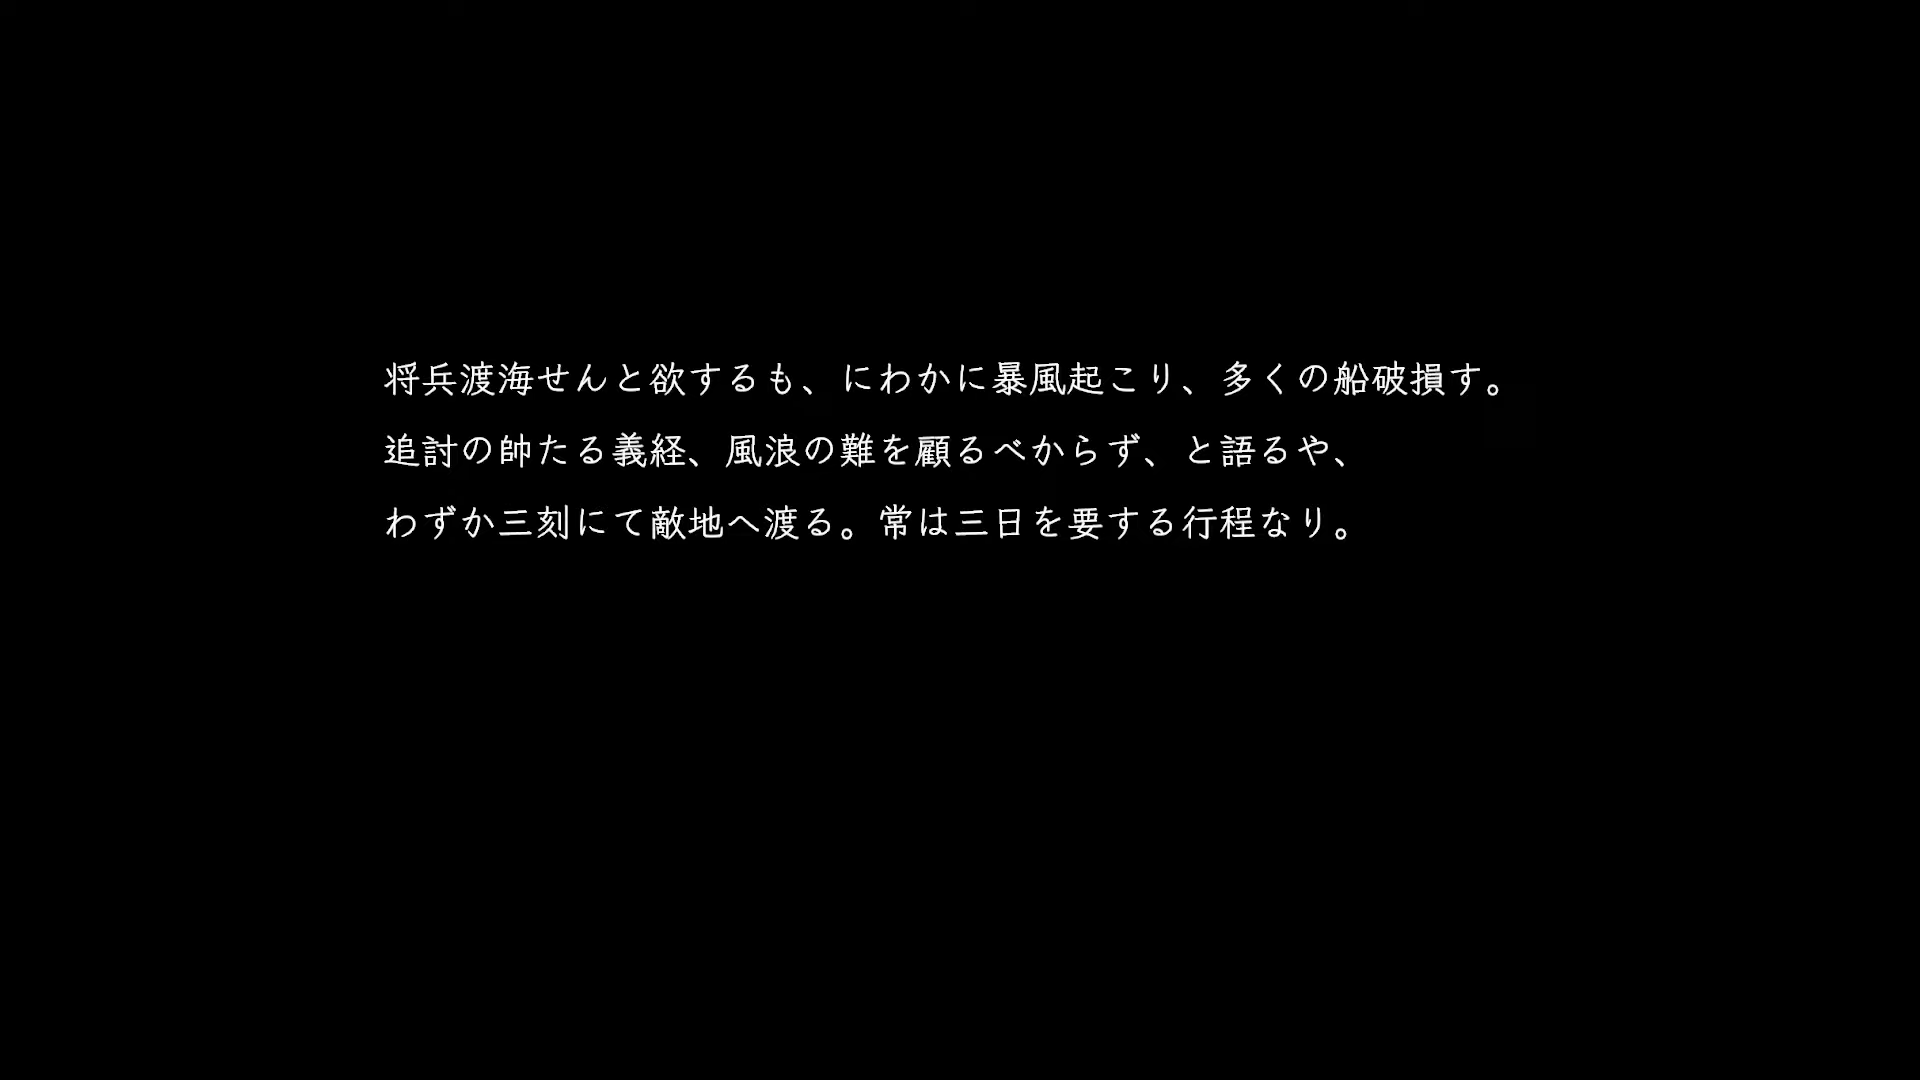 将兵渡海せんと欲するも、にわかに暴風起こり、多くの船破損す。
追討の帥たる義経、風浪の難を顧るべからず、と語るや、
わずか三刻にて敵地へ渡る。常は三日を要する行程なり。